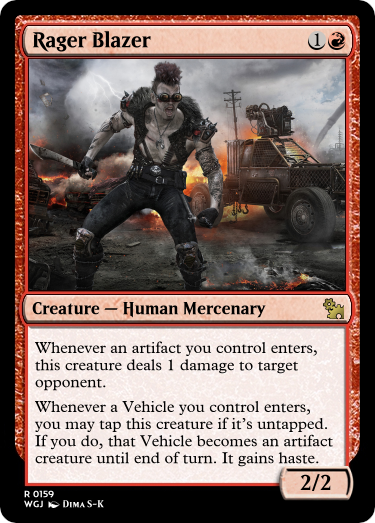 Rager Blazer 1
Creature — Human Mercenary
Whenever an artifact you control enters,
this creature deals 1 damage to target
opponent.
Whenever a Vehicle you control enters,
you may tap this creature if it's untapped.
If you do, that Vehicle becomes an artifact
creature until end of turn. It gains haste.
2/2
R 0159
WGJ Dima S-K